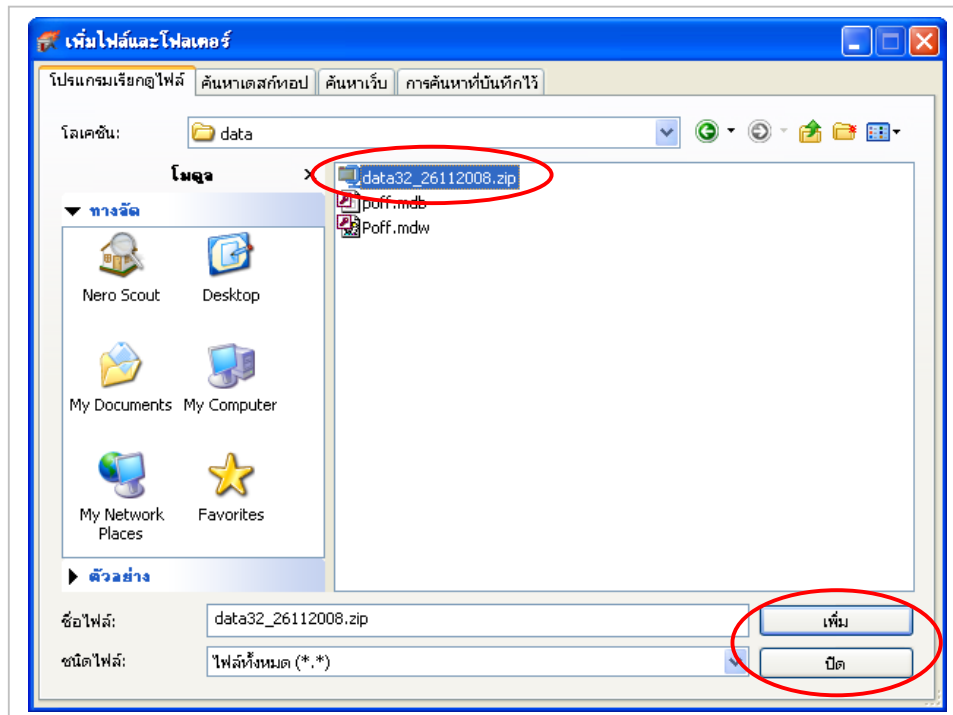 เพิ่มไฟล์และโฟลเดอร์
โปรแกรมเรียกดูไฟล์ ค้นหาเดสก์ทอป ค้นหาเว็บ การค้นหาที่บันทึกไว้
โลเคชัน: data
โมดูล x
ทางลัด
Nero Scout Desktop
My Documents My Computer
My Network Places Favorites
ตัวอย่าง
data32_26112008.zip
poff.mdb
Poff.mdw
ชื่อไฟล์: data32_26112008.zip เพิ่ม
ชนิดไฟล์: ไฟล์ทั้งหมด (*.*) ปิด